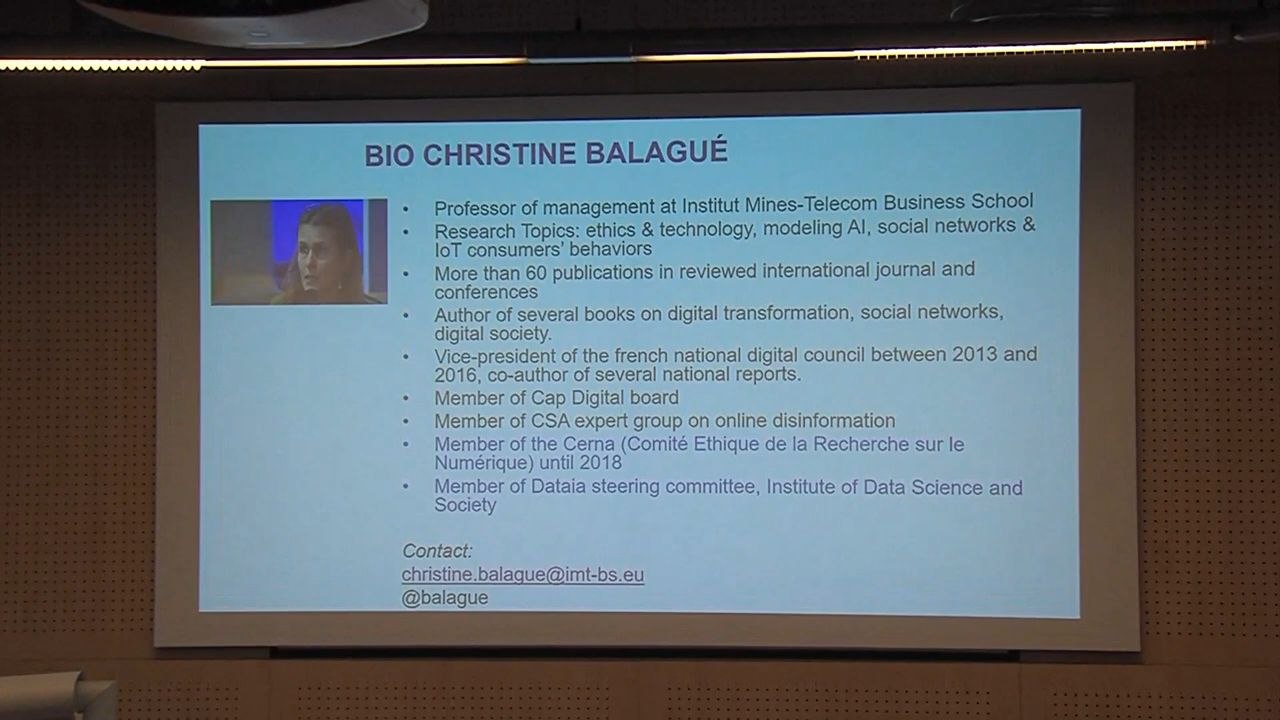 BIO CHRISTINE BALAGUÉ
• Professor of management at Institut Mines-Telecom Business School
• Research Topics: ethics & technology, modeling AI, social networks &
IoT consumers' behaviors
• More than 60 publications in reviewed international journal and
conferences
• Author of several books on digital transformation, social networks,
digital society.
• Vice-president of the french national digital council between 2013 and
2016, co-author of several national reports.
• Member of Cap Digital board
• Member of CSA expert group on online disinformation
• Member of the Cerna (Comité Ethique de la Recherche sur le
Numérique) until 2018
• Member of Dataia steering committee, Institute of Data Science and
Society
Contact:
christine.balague@imt-bs.eu
@balague